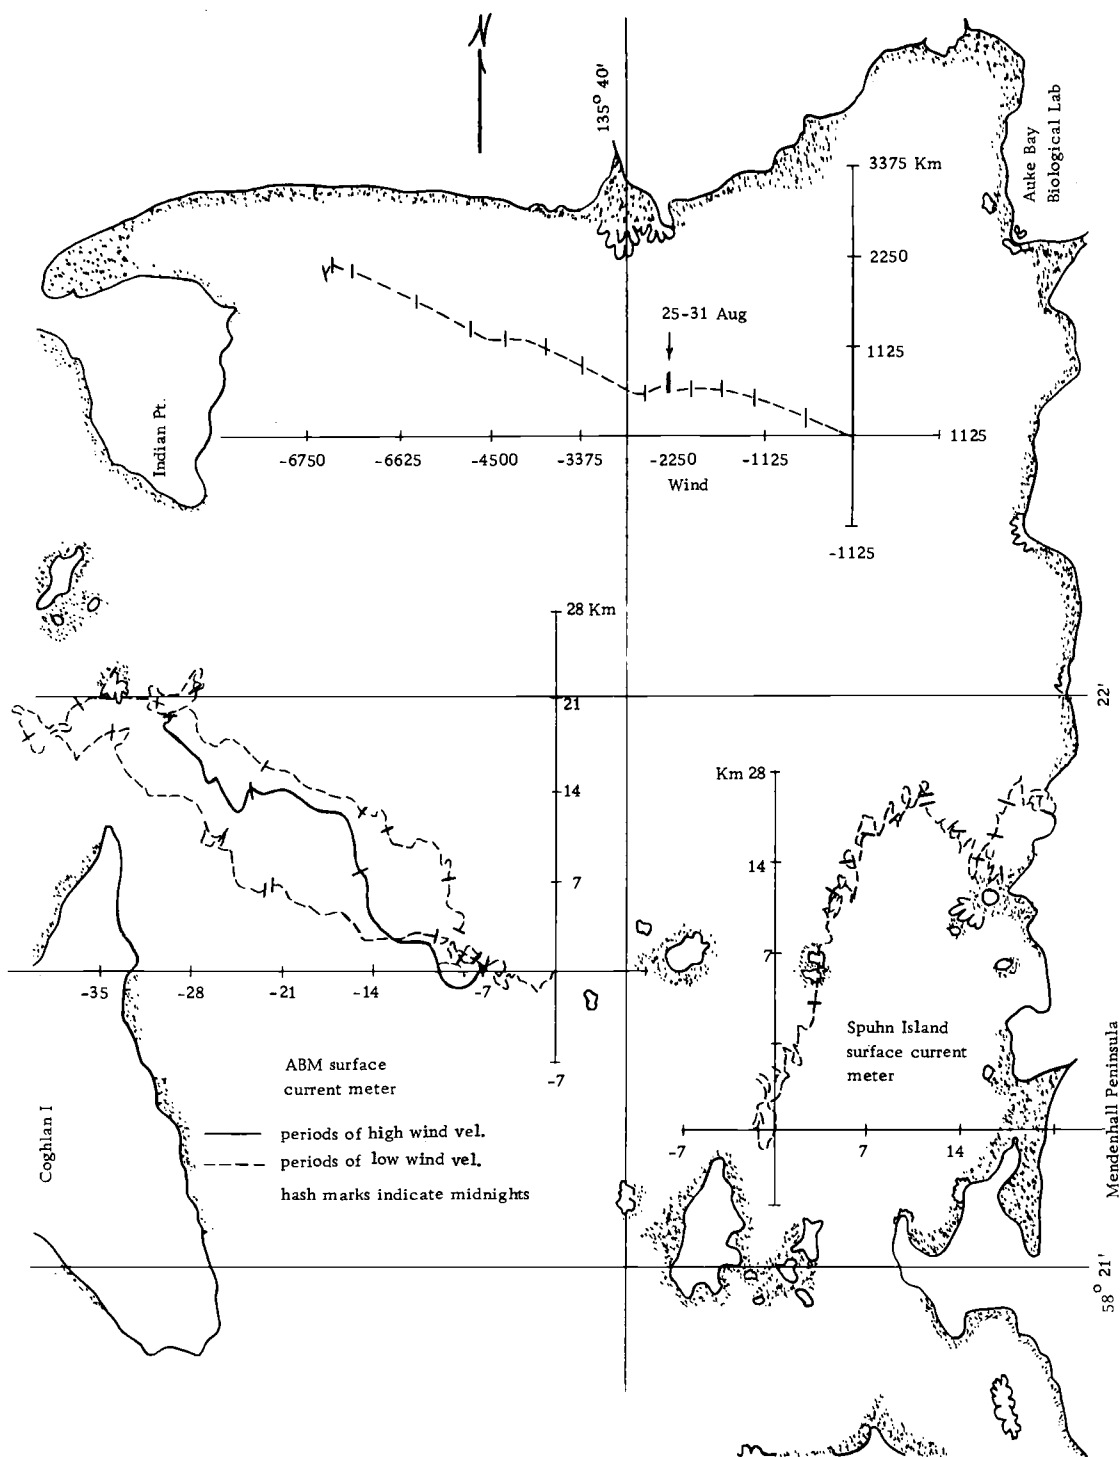 N
135° 40'
Auke Bay
Biological Lab
3375 Km
2250
25-31 Aug
1125
1125
-6750
-6625
-4500
-3375
-2250
-1125
Wind
-1125
Indian Pt.
28 Km
21
22'
Km 28
14
14
7
7
-35
-28
-21
-14
-7
Spuhn Island
surface current
meter
ABM surface
current meter
-7
periods of high wind vel.
periods of low wind vel.
hash marks indicate midnights
-7
7
14
Coghlan I
Mendenhall Peninsula
58° 21'